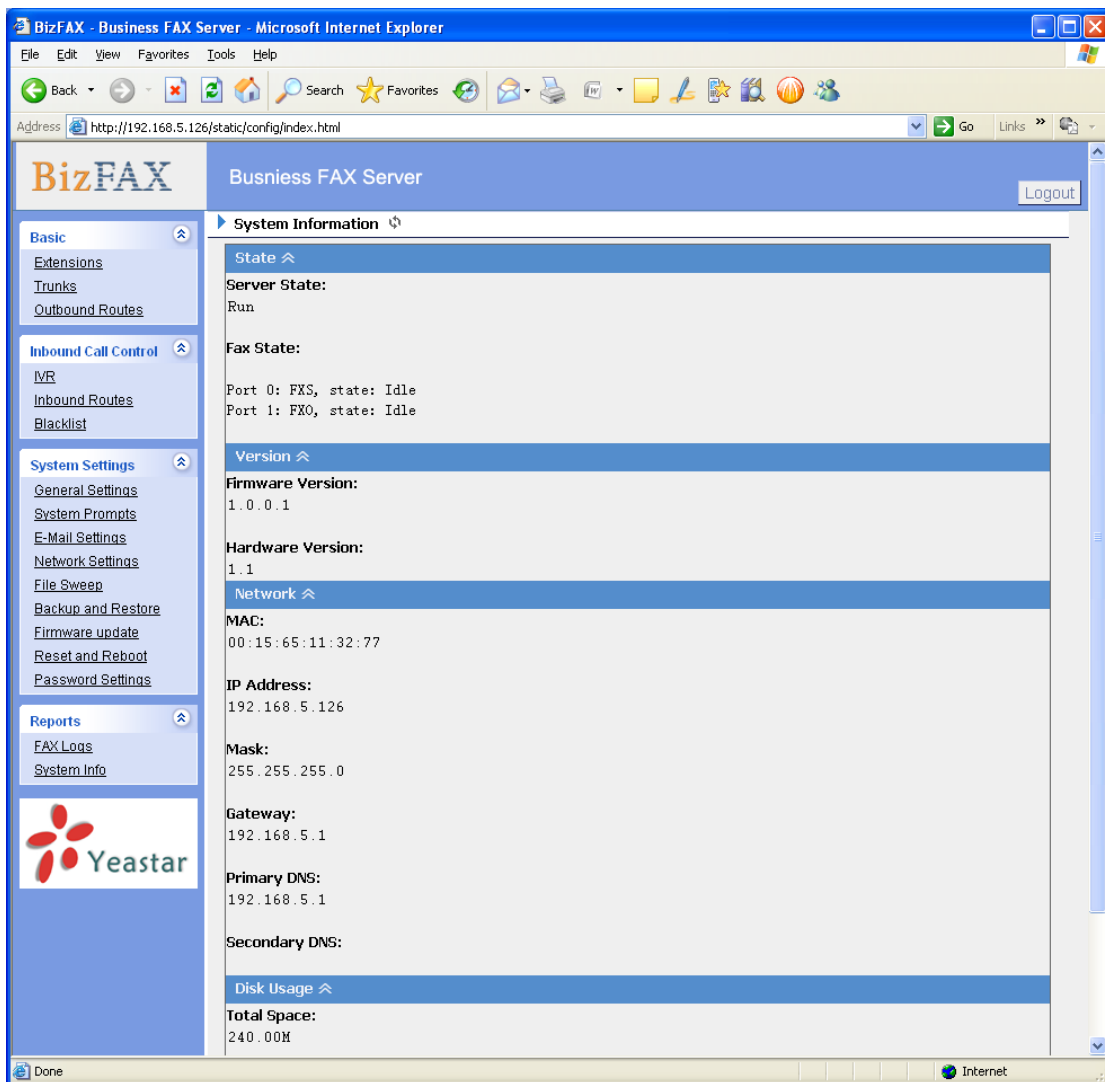 BizFAX - Business FAX Server - Microsoft Internet Explorer
File Edit View Favorites Tools Help
Back Search Favorites
Address http://192.168.5.126/static/config/index.html Go Links »
BizFAX
Busniess FAX Server
Logout
Basic
Extensions
Trunks
Outbound Routes
Inbound Call Control
IVR
Inbound Routes
Blacklist
System Settings
General Settings
System Prompts
E-Mail Settings
Network Settings
File Sweep
Backup and Restore
Firmware update
Reset and Reboot
Password Settings
Reports
FAX Logs
System Info
Yeastar
System Information
State
Server State:
Run
Fax State:
Port 0: FXS, state: Idle
Port 1: FXO, state: Idle
Version
Firmware Version:
1.0.0.1
Hardware Version:
1.1
Network
MAC:
00:15:65:11:32:77
IP Address:
192.168.5.126
Mask:
255.255.255.0
Gateway:
192.168.5.1
Primary DNS:
192.168.5.1
Secondary DNS:
Disk Usage
Total Space:
240.00M
Done
Internet